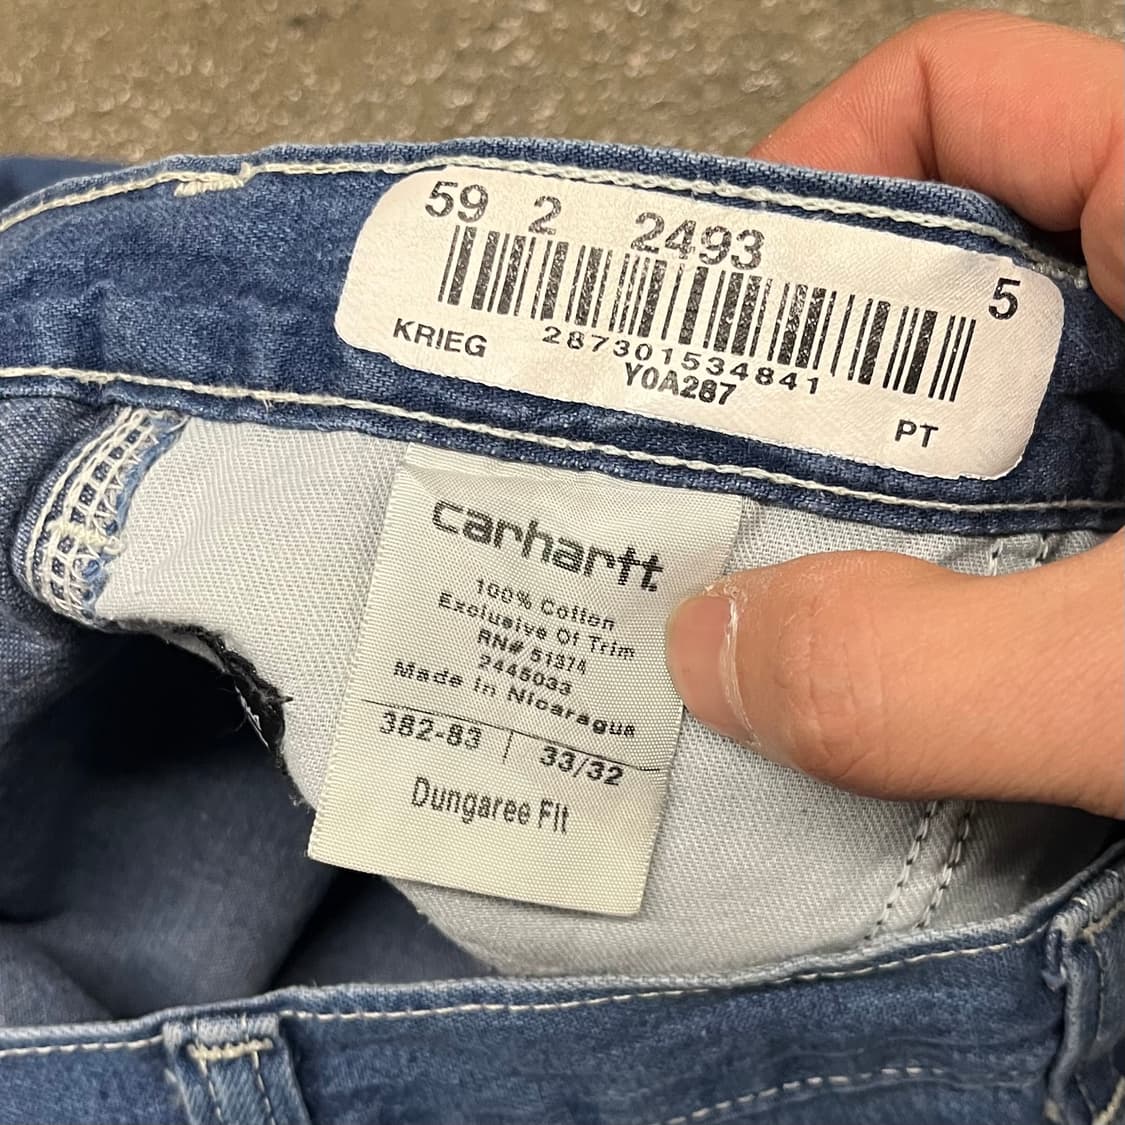 59 2 2493
5
KRIEG
287301534841
Y0A287
PT
carhartt
100% Cotton
Exclusive Of Trim
RN# 51374
2445033
Made In Nicaragua
382-83 | 33/32
Dungaree Fit